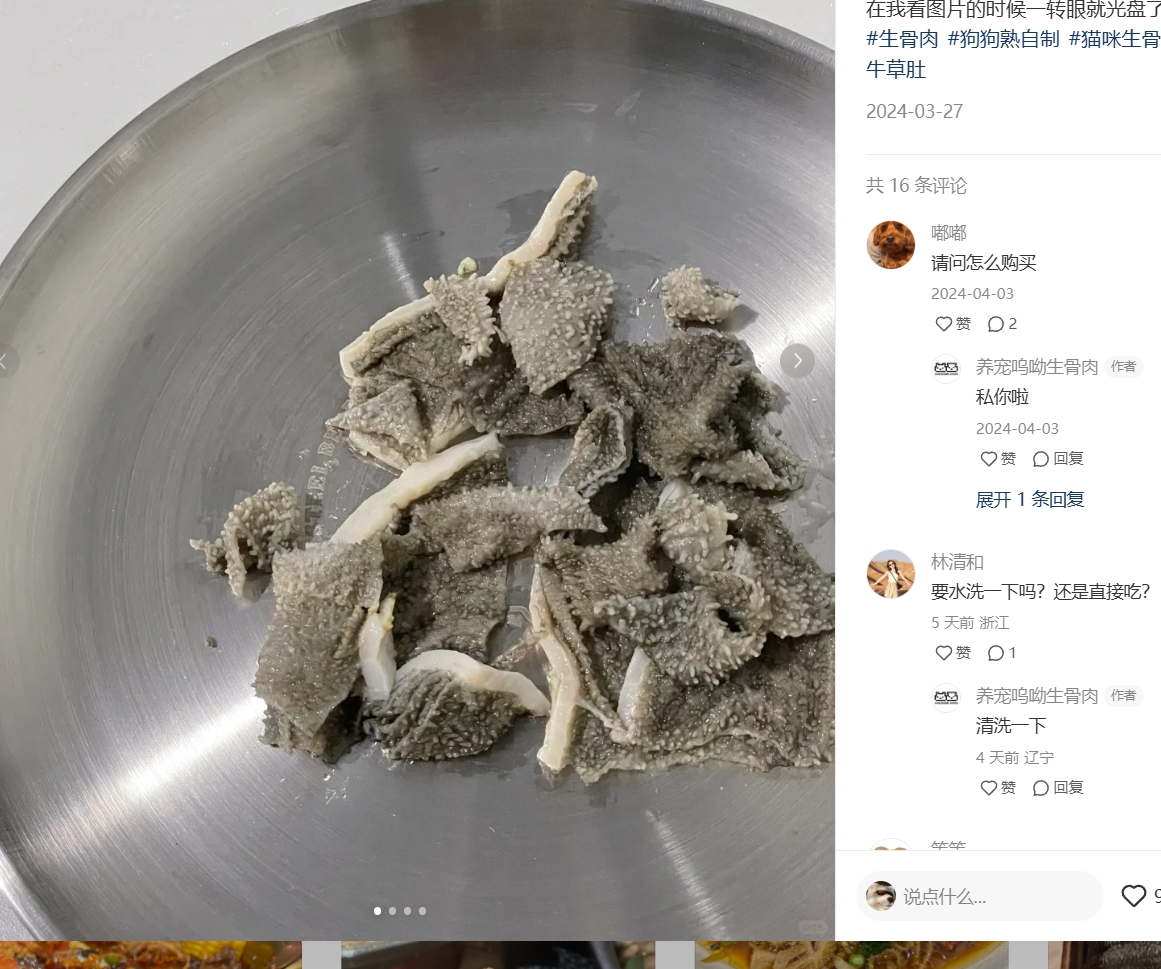 在我看图片的时候一转眼就光盘了
#生骨肉 #狗狗熟自制 #猫咪生骨
牛草肚
2024-03-27
共 16 条评论
嘟嘟
请问怎么购买
2024-04-03
赞 2
养宠呜呦生骨肉 作者
私你啦
2024-04-03
赞 回复
展开 1 条回复
林清和
要水洗一下吗？还是直接吃？
5 天前 浙江
赞 1
养宠呜呦生骨肉 作者
清洗一下
4 天前 辽宁
赞 回复
说点什么...